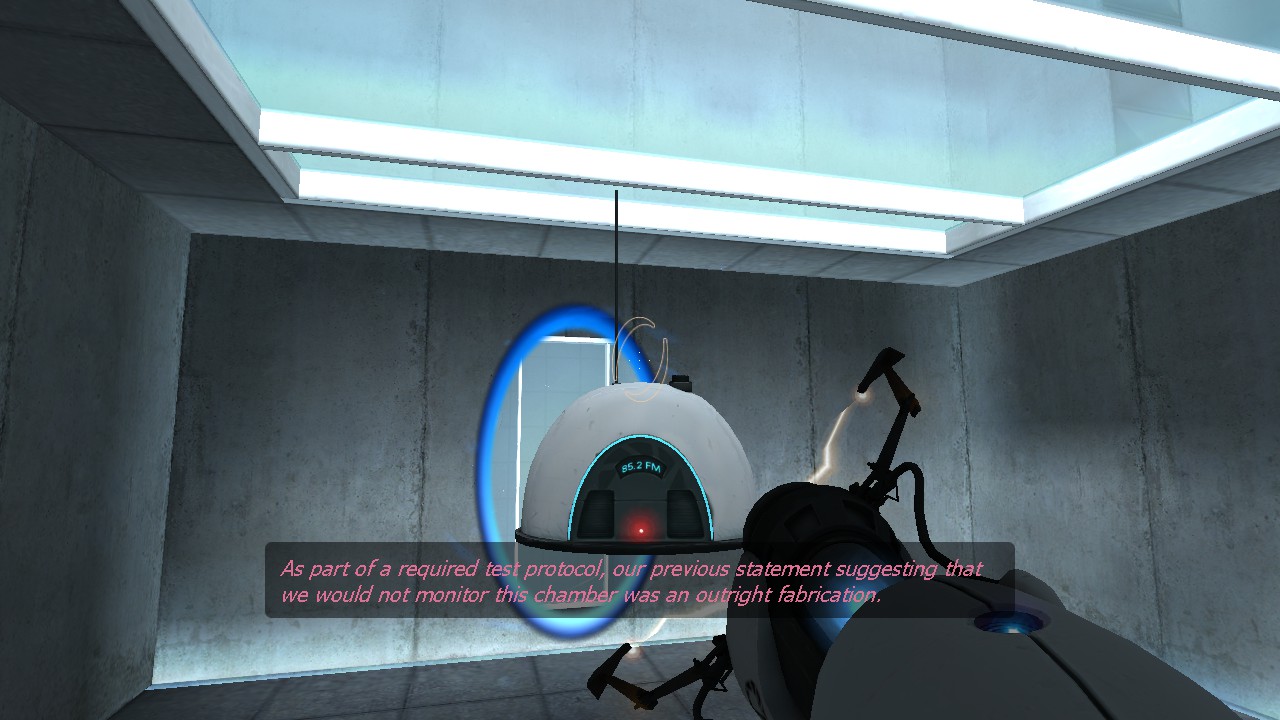 85.2 FM
As part of a required test protocol, our previous statement suggesting that
we would not monitor this chamber was an outright fabrication.